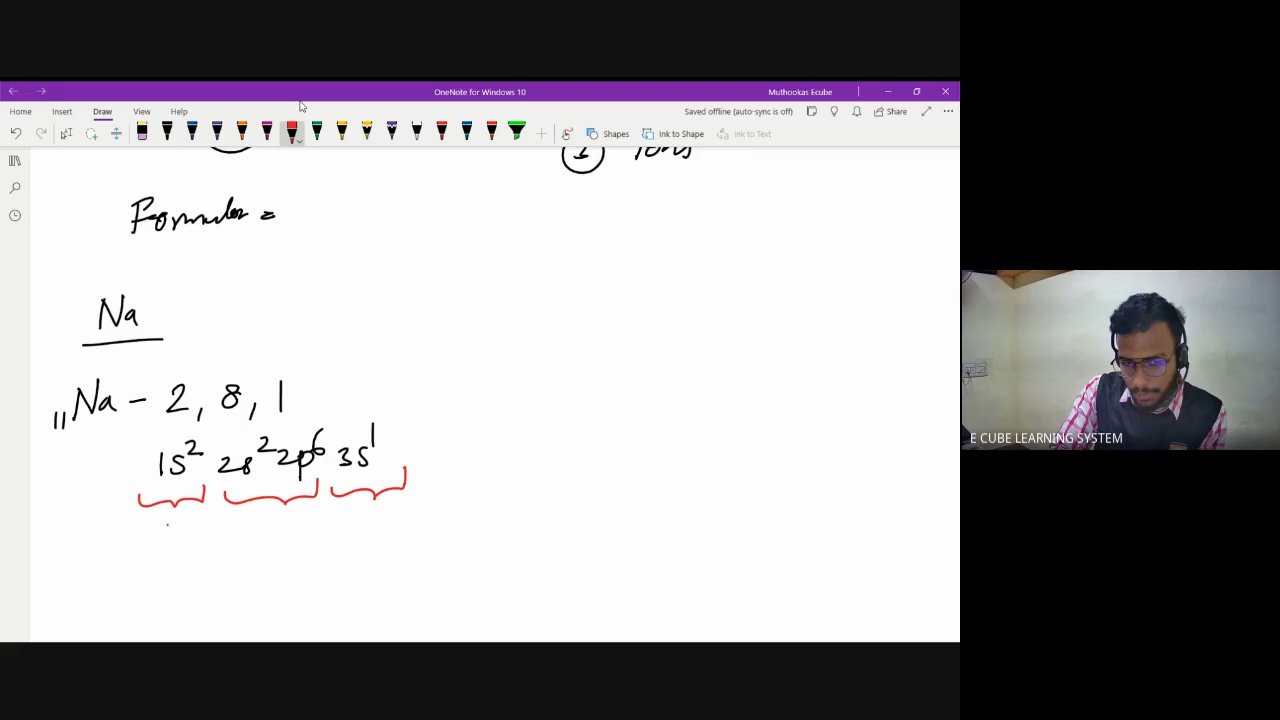 OneNote for Windows 10
Muthookas Ecube
Home Insert Draw View Help
Saved offline (auto-sync is off)
Share
Shapes
Ink to Shape
Ink to Text
1
Formula =
Na
11Na - 2, 8, 1
1s² 2s² 2p⁶ 3s¹
E CUBE LEARNING SYSTEM